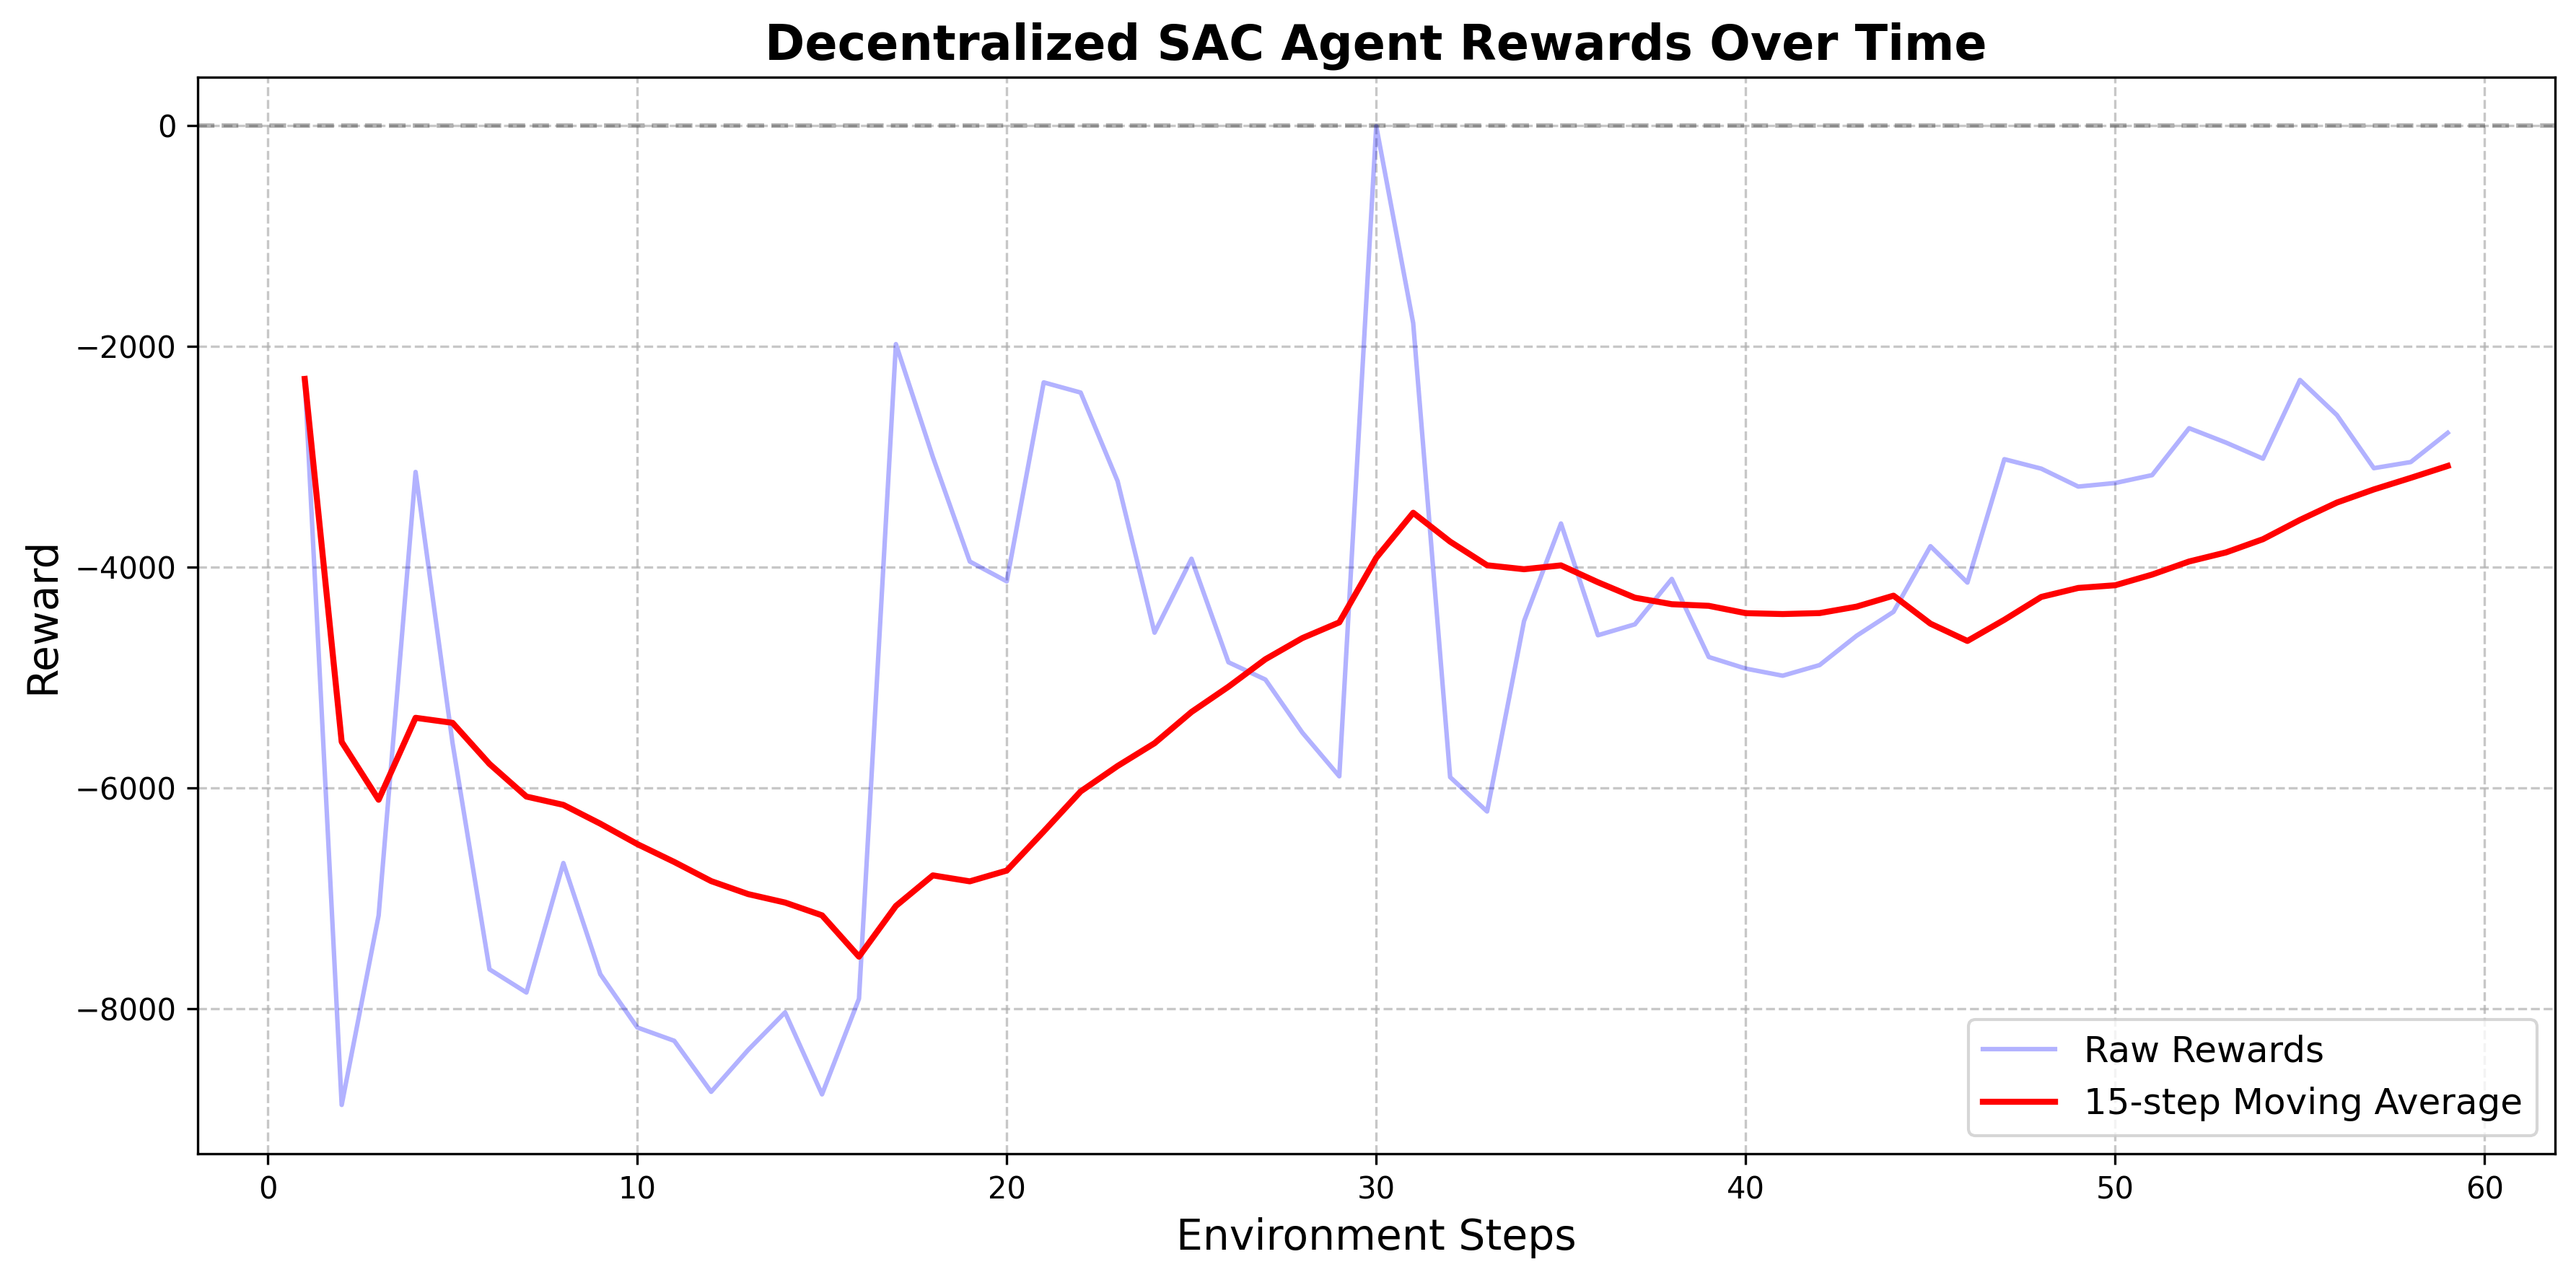 Decentralized SAC Agent Rewards Over Time
0
−2000
−4000
−6000
−8000
Reward
0 10 20 30 40 50 60
Environment Steps
Raw Rewards
15-step Moving Average